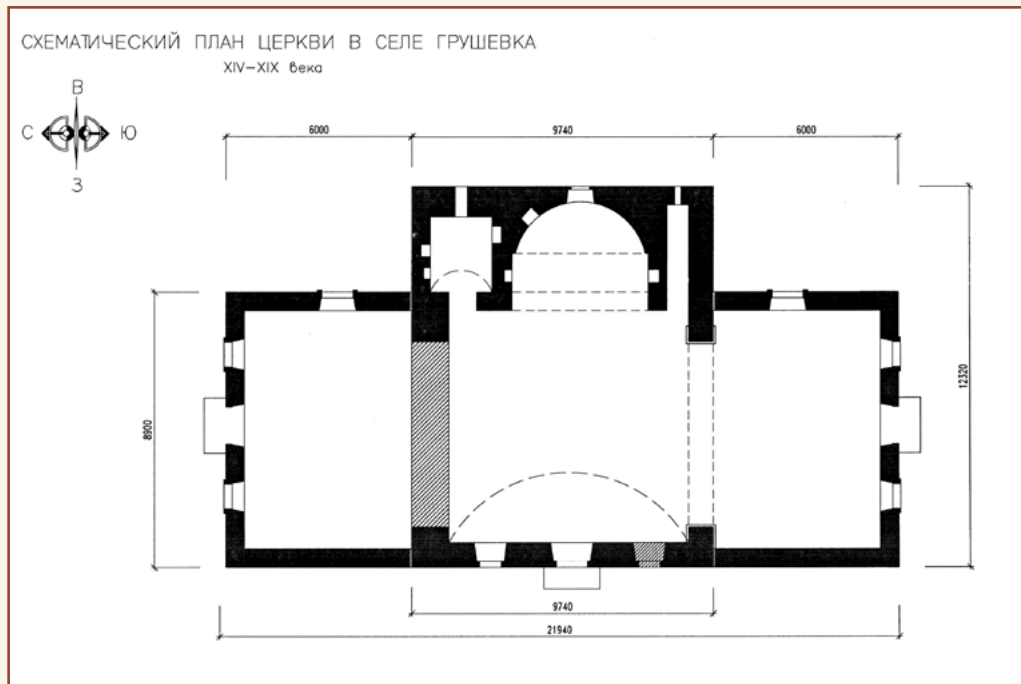 СХЕМАТИЧЕСКИЙ ПЛАН ЦЕРКВИ В СЕЛЕ ГРУШЕВКА
XIV–XIX века
В
С Ю
З
6000 9740 6000
8900
12320
9740
21940